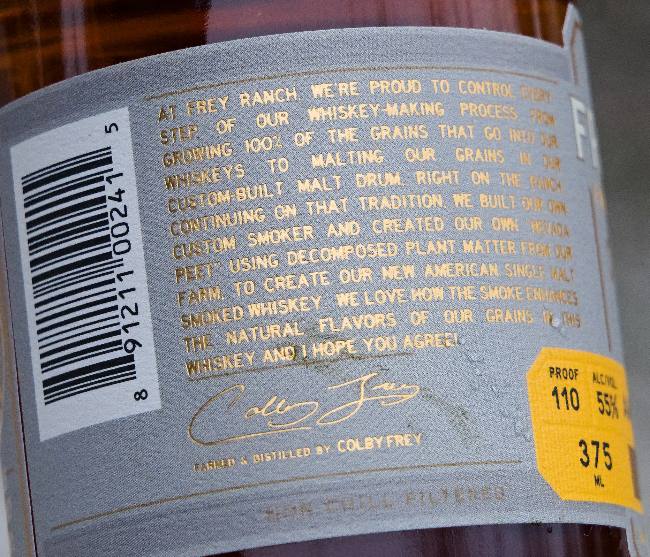 AT FREY RANCH, WE'RE PROUD TO CONTROL EVERY
STEP OF OUR WHISKEY-MAKING PROCESS FROM
GROWING 100% OF THE GRAINS THAT GO INTO OUR
WHISKEYS TO MALTING OUR GRAINS IN OUR
CUSTOM-BUILT MALT DRUM, RIGHT ON THE RANCH.
CONTINUING ON THAT TRADITION, WE BUILT OUR OWN
CUSTOM SMOKER AND CREATED OUR OWN "NEVADA
PEET" USING DECOMPOSED PLANT MATTER FROM OUR
FARM, TO CREATE OUR NEW AMERICAN SINGLE MALT
SMOKED WHISKEY. WE LOVE HOW THE SMOKE ENHANCES
THE NATURAL FLAVORS OF OUR GRAINS IN THIS
WHISKEY AND I HOPE YOU AGREE!
Colby Frey
FARMED & DISTILLED BY COLBY FREY
NON CHILL FILTERED
8 91211 00241 5
PROOF
110
ALC/VOL
55%
375
ML